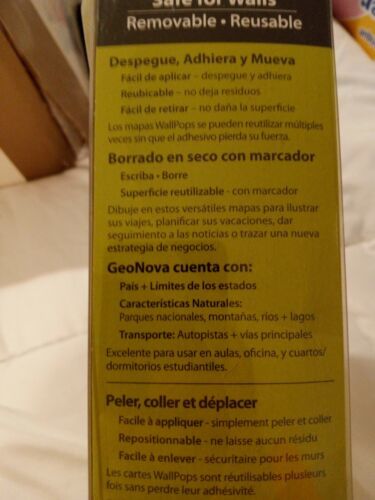 Safe for Walls
Removable • Reusable
Despegue, Adhiera y Mueva
Fácil de aplicar - despegue y adhiera
Reubicable - no deja residuos
Fácil de retirar - no daña la superficie
Los mapas WallPops se pueden reutilizar múltiples
veces sin que el adhesivo pierda su fuerza.
Borrado en seco con marcador
Escriba • Borre
Superficie reutilizable - con marcador
Dibuje en estos versátiles mapas para ilustrar
sus viajes, planificar sus vacaciones, dar
seguimiento a las noticias o trazar una nueva
estrategia de negocios.
GeoNova cuenta con:
País + Límites de los estados
Características Naturales:
Parques nacionales, montañas, ríos + lagos
Transporte: Autopistas + vías principales
Excelente para usar en aulas, oficina, y cuartos/
dormitorios estudiantiles.
Peler, coller et déplacer
Facile à appliquer - simplement peler et coller
Repositionnable - ne laisse aucun résidu
Facile à enlever - sécuritaire pour les murs
Les cartes WallPops sont réutilisables plusieurs
fois sans perdre leur adhésivité.